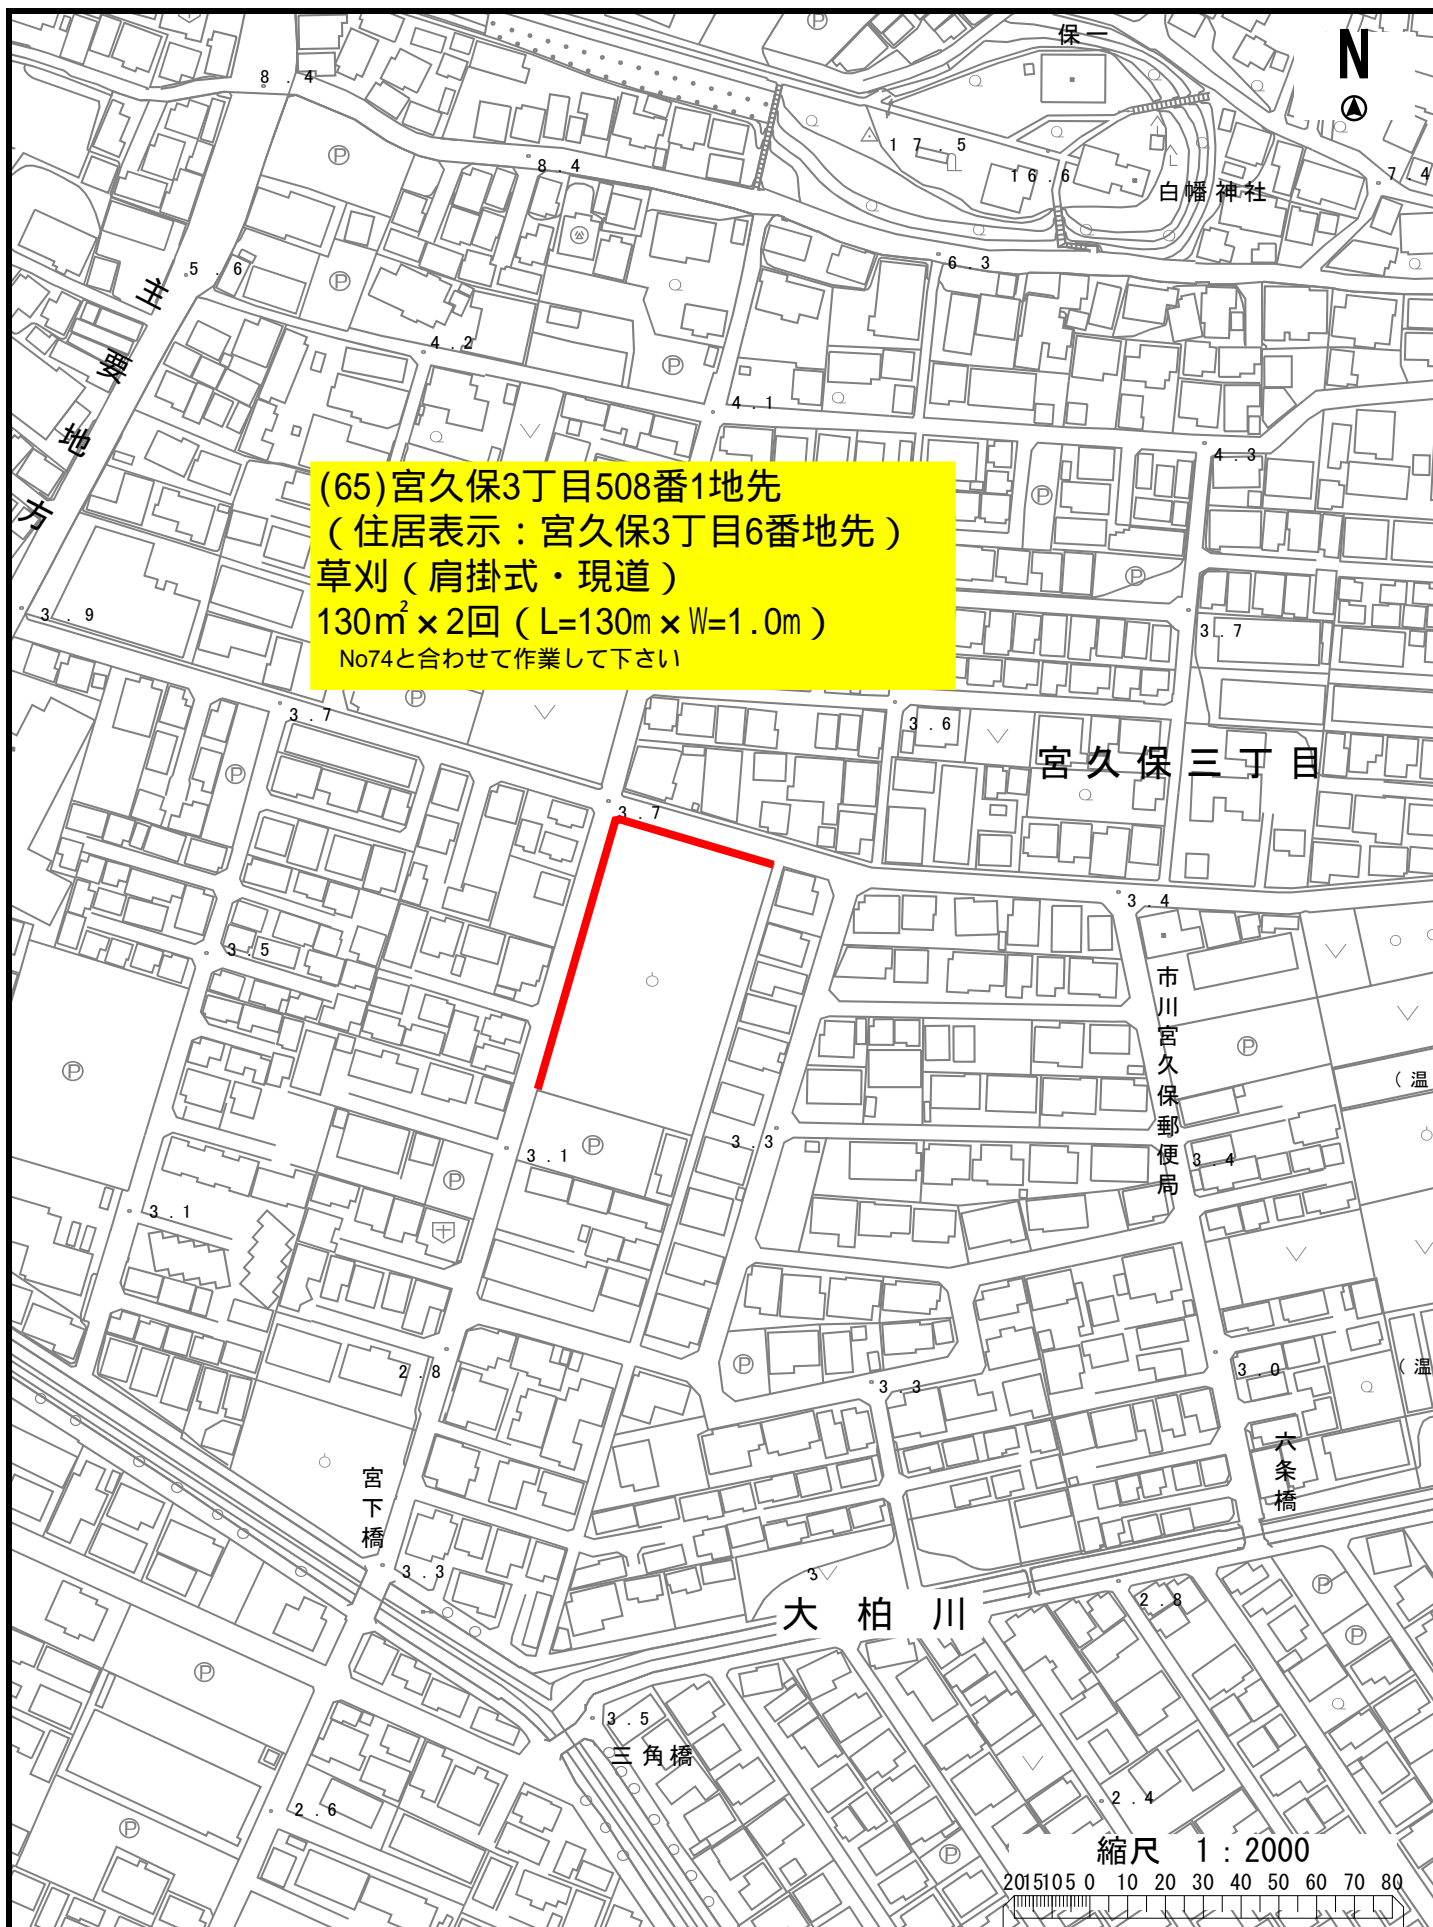 保一
N
8.4
P
17.5
8.4
16.6
7.4
白幡神社
5.6
6.3
主要地方
4.2
4.1
4.3
(65)宮久保3丁目508番1地先
（住居表示：宮久保3丁目6番地先）
草刈（肩掛式・現道）
130㎡×2回（L=130m×W=1.0m）
No74と合わせて作業して下さい
3.9
3.7
3.7
3.6
宮久保三丁目
3.7
3.4
3.5
市川宮久保郵便局
（温
3.1
3.3
3.4
3.1
2.8
3.3
3.0
（温
六条橋
宮下橋
3.3
大柏川
2.8
3.5
三角橋
2.6
2.4
縮尺 1：2000
20 15 10 5 0 10 20 30 40 50 60 70 80